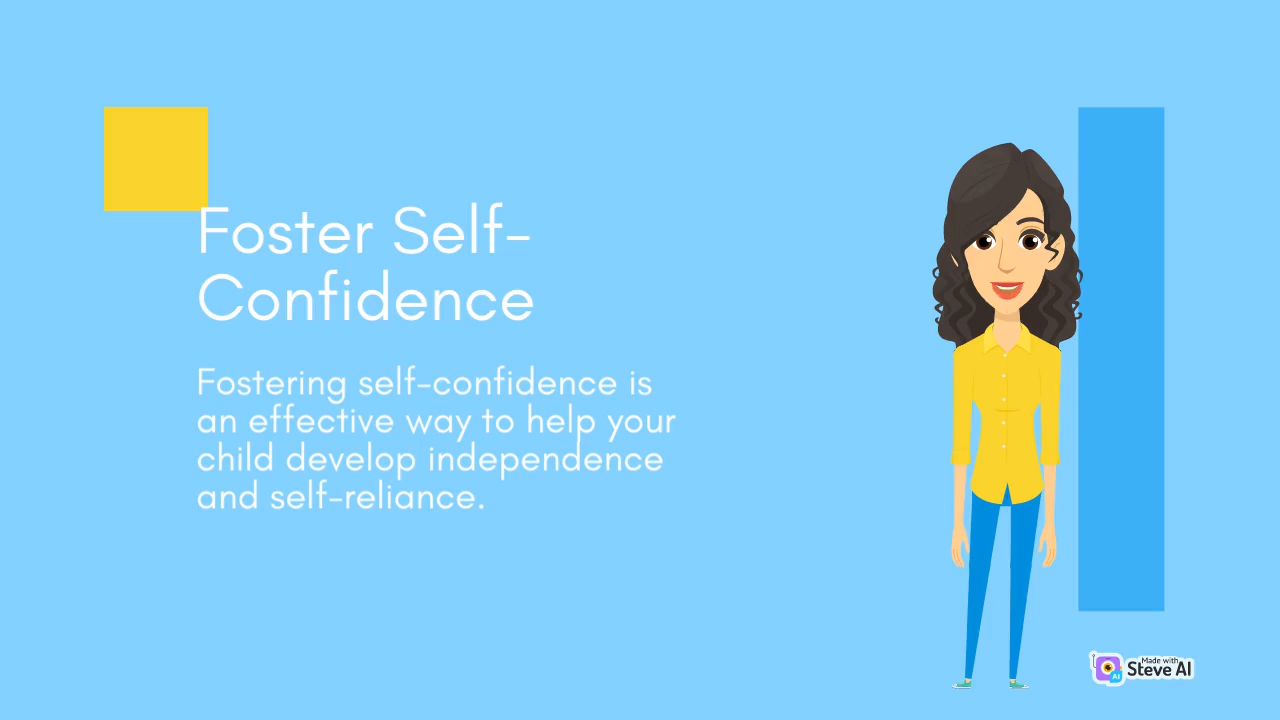 Foster Self-
Confidence
Fostering self-confidence is
an effective way to help your
child develop independence
and self-reliance.
Made with
Steve AI
AI